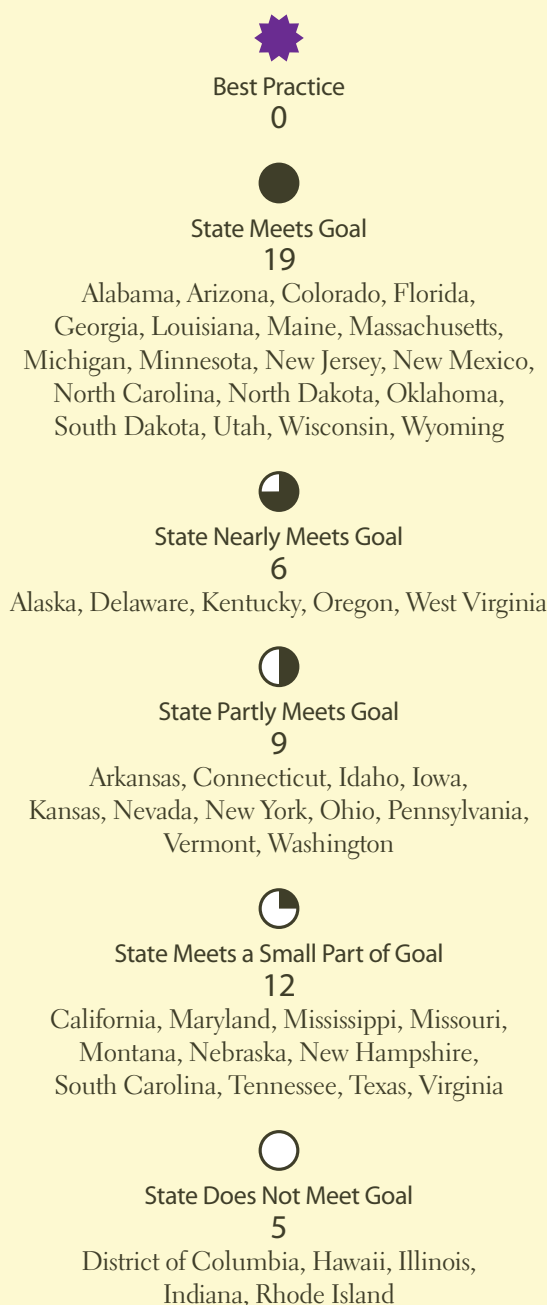 Best Practice
0
State Meets Goal
19
Alabama, Arizona, Colorado, Florida,
Georgia, Louisiana, Maine, Massachusetts,
Michigan, Minnesota, New Jersey, New Mexico,
North Carolina, North Dakota, Oklahoma,
South Dakota, Utah, Wisconsin, Wyoming
State Nearly Meets Goal
6
Alaska, Delaware, Kentucky, Oregon, West Virginia
State Partly Meets Goal
9
Arkansas, Connecticut, Idaho, Iowa,
Kansas, Nevada, New York, Ohio, Pennsylvania,
Vermont, Washington
State Meets a Small Part of Goal
12
California, Maryland, Mississippi, Missouri,
Montana, Nebraska, New Hampshire,
South Carolina, Tennessee, Texas, Virginia
State Does Not Meet Goal
5
District of Columbia, Hawaii, Illinois,
Indiana, Rhode Island